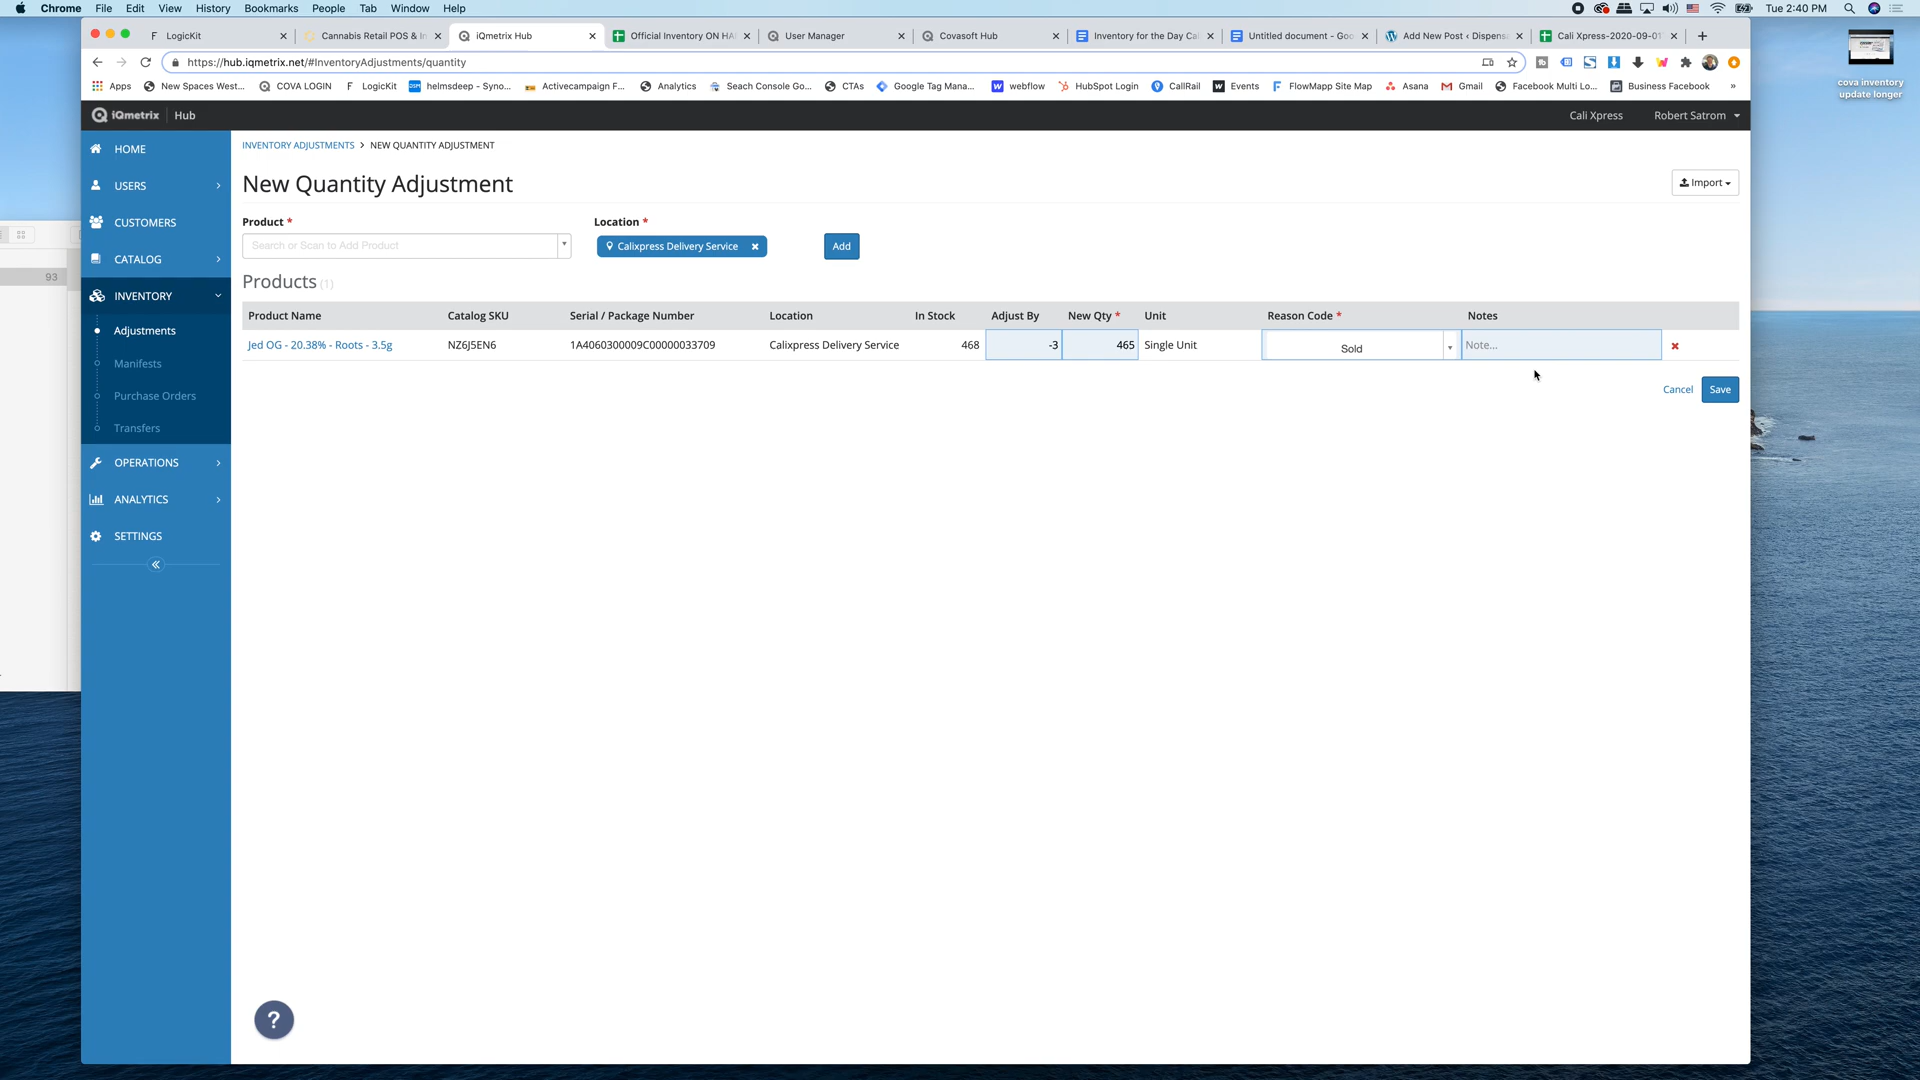 Chrome File Edit View History Bookmarks People Tab Window Help Tue 2:40 PM
LogicKit Cannabis Retail POS & In iQmetrix Hub Official Inventory ON HA User Manager Covasoft Hub Inventory for the Day Ca Untitled document - Goo Add New Post ‹ Dispens Cali Xpress-2020-09-01
https://hub.iqmetrix.net/#InventoryAdjustments/quantity
Apps New Spaces West... COVA LOGIN LogicKit helmsdeep - Syno... Activecampaign F... Analytics Seach Console Go... CTAs Google Tag Mana... webflow HubSpot Login CallRail Events FlowMapp Site Map Asana Gmail Facebook Multi Lo... Business Facebook »
cova inventory
update longer
iQmetrix Hub Cali Xpress Robert Satrom
HOME
USERS
CUSTOMERS
CATALOG
INVENTORY
Adjustments
Manifests
Purchase Orders
Transfers
OPERATIONS
ANALYTICS
SETTINGS
93
INVENTORY ADJUSTMENTS > NEW QUANTITY ADJUSTMENT
New Quantity Adjustment
Import
Product * Location *
Search or Scan to Add Product Calixpress Delivery Service × Add
Products (1)
Product Name Catalog SKU Serial / Package Number Location In Stock Adjust By New Qty * Unit Reason Code * Notes
Jed OG - 20.38% - Roots - 3.5g NZ6J5EN6 1A4060300009C00000033709 Calixpress Delivery Service 468 -3 465 Single Unit Sold Note...
Cancel Save
?